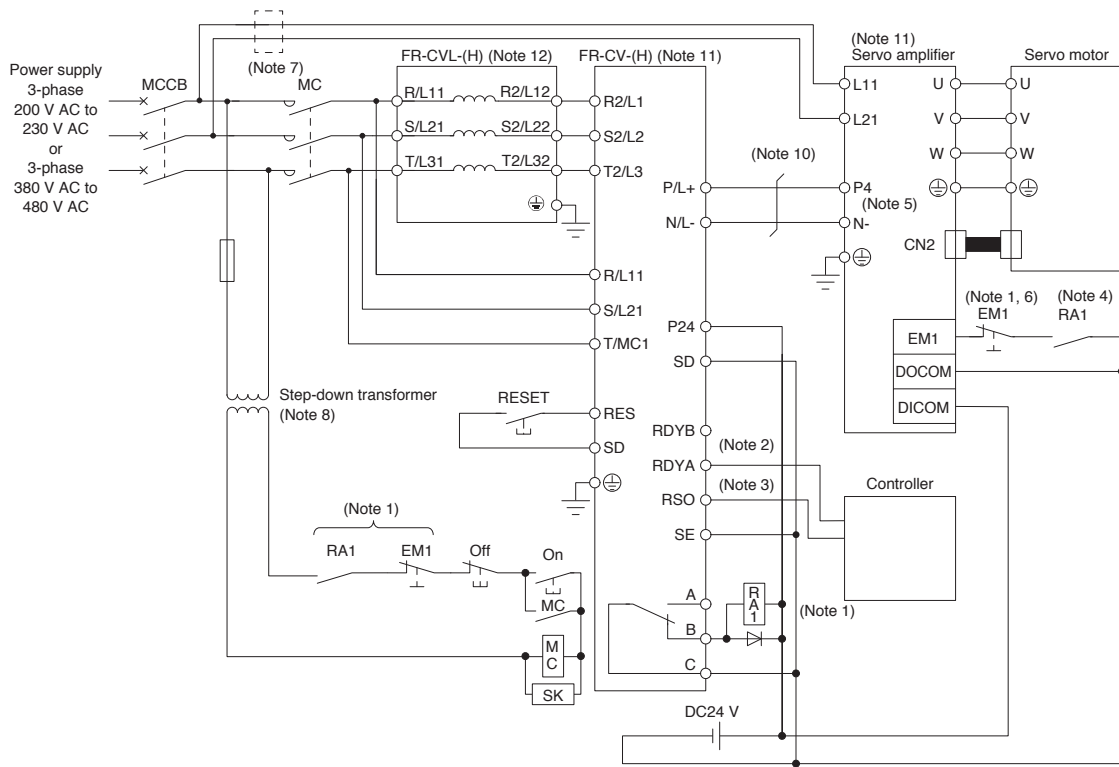 Power supply
3-phase
200 V AC to
230 V AC
or
3-phase
380 V AC to
480 V AC
MCCB
(Note 7)
MC
FR-CVL-(H) (Note 12)
R/L11
R2/L12
S/L21
S2/L22
T/L31
T2/L32
FR-CV-(H) (Note 11)
R2/L1
S2/L2
T2/L3
R/L11
S/L21
T/MC1
RES
SD
RESET
P/L+
N/L-
P24
SD
RDYB
RDYA
RSO
SE
A
B
C
(Note 10)
(Note 2)
(Note 3)
(Note 11)
Servo amplifier
L11
L21
P4
(Note 5)
N-
U
V
W
CN2
EM1
DOCOM
DICOM
Servo motor
U
V
W
(Note 1, 6)
EM1
(Note 4)
RA1
Controller
Step-down transformer
(Note 8)
(Note 1)
RA1
EM1
Off
On
MC
MC
SK
RA1
(Note 1)
DC24 V